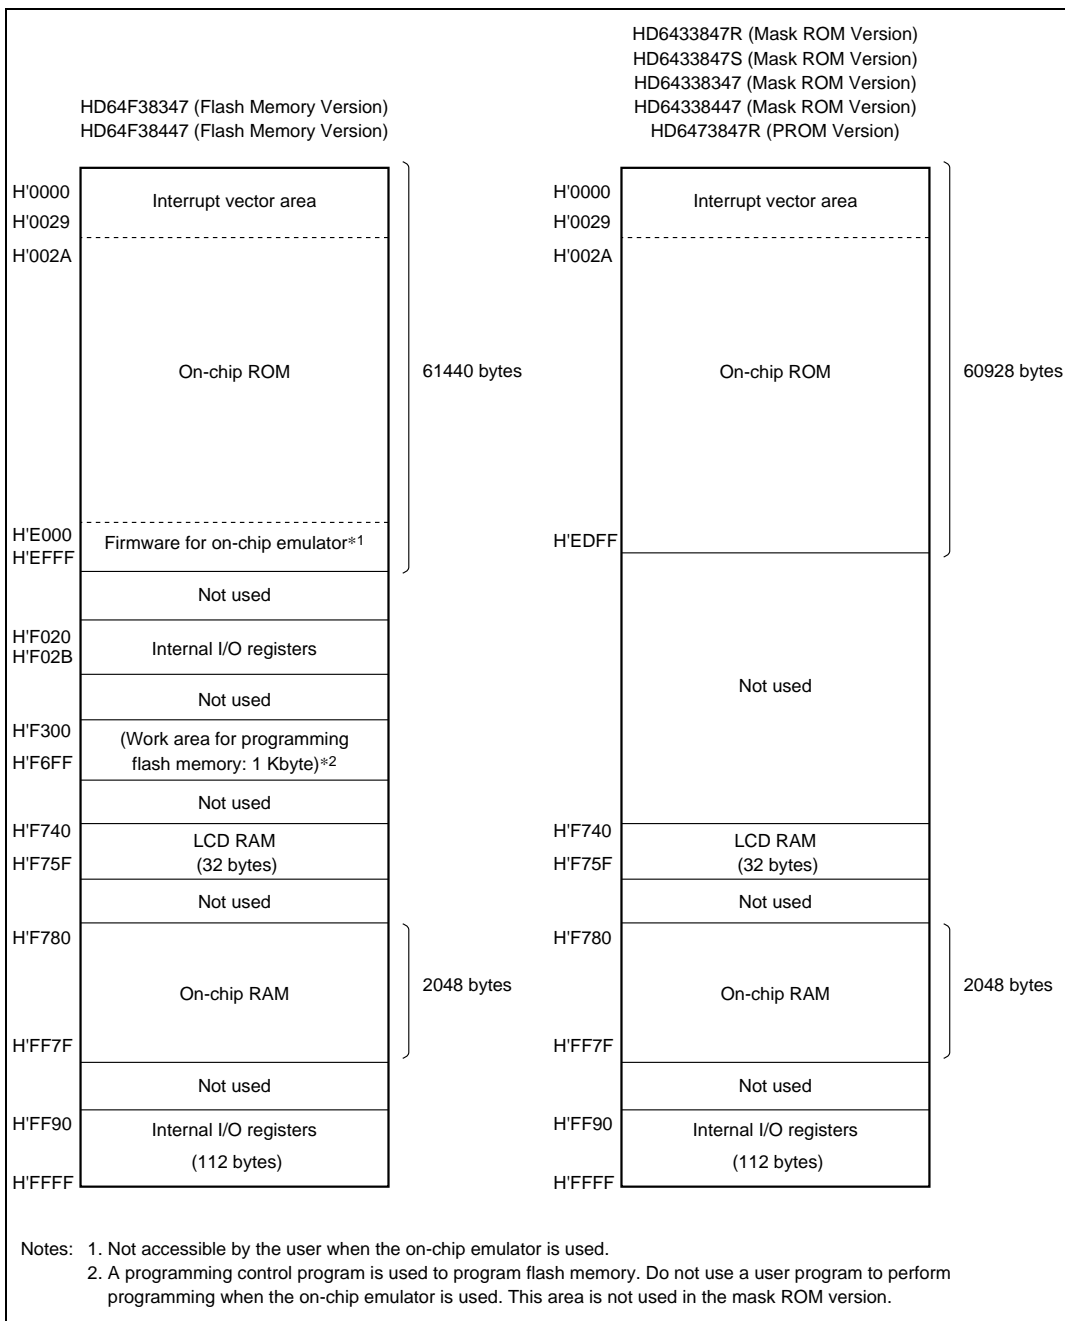 HD64F38347 (Flash Memory Version)
HD64F38447 (Flash Memory Version)
H'0000
Interrupt vector area
H'0029
H'002A
On-chip ROM
61440 bytes
H'E000
Firmware for on-chip emulator*1
H'EFFF
Not used
H'F020
Internal I/O registers
H'F02B
Not used
H'F300
(Work area for programming
flash memory: 1 Kbyte)*2
H'F6FF
Not used
H'F740
LCD RAM
(32 bytes)
H'F75F
Not used
H'F780
On-chip RAM
2048 bytes
H'FF7F
Not used
H'FF90
Internal I/O registers
(112 bytes)
H'FFFF
HD6433847R (Mask ROM Version)
HD6433847S (Mask ROM Version)
HD64338347 (Mask ROM Version)
HD64338447 (Mask ROM Version)
HD6473847R (PROM Version)
H'0000
Interrupt vector area
H'0029
H'002A
On-chip ROM
60928 bytes
H'EDFF
Not used
H'F740
LCD RAM
(32 bytes)
H'F75F
Not used
H'F780
On-chip RAM
2048 bytes
H'FF7F
Not used
H'FF90
Internal I/O registers
(112 bytes)
H'FFFF
Notes: 1. Not accessible by the user when the on-chip emulator is used.
2. A programming control program is used to program flash memory. Do not use a user program to perform
programming when the on-chip emulator is used. This area is not used in the mask ROM version.